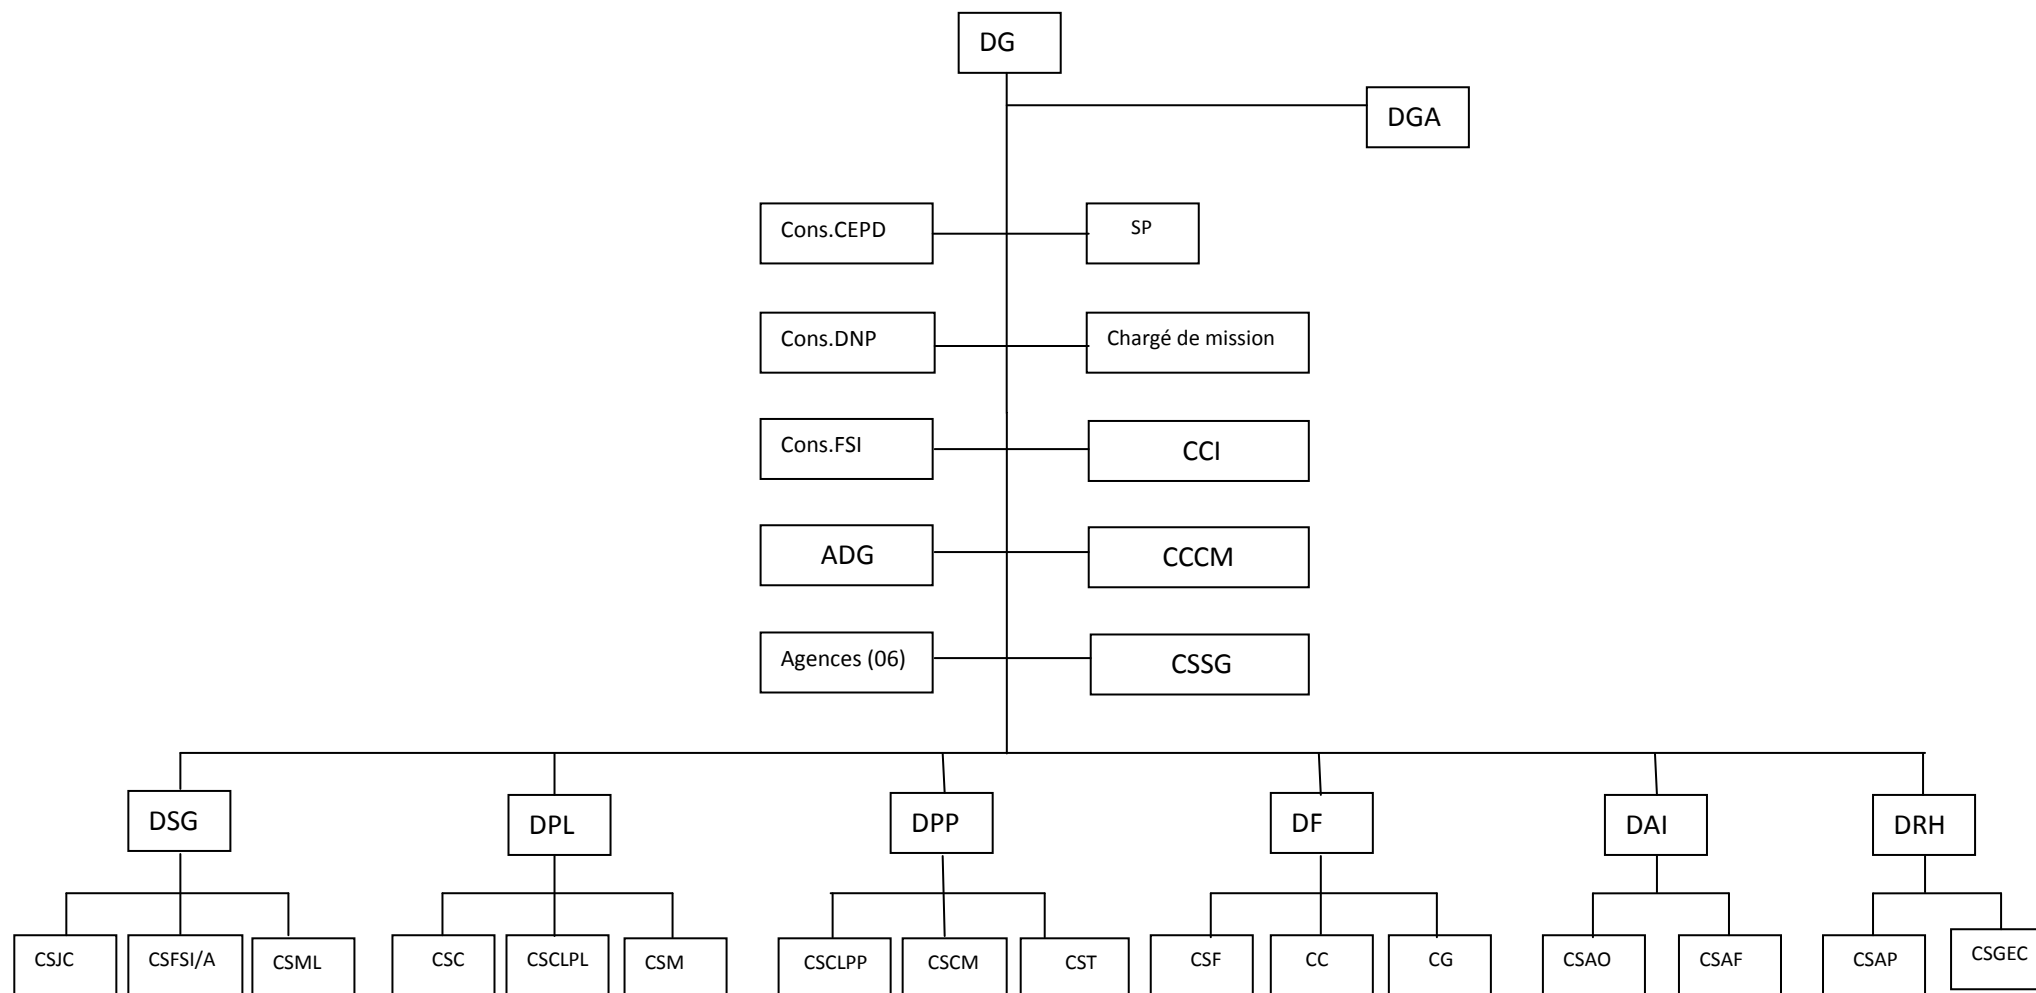 DG
DGA
Cons.CEPD
SP
Cons.DNP
Chargé de mission
Cons.FSI
CCI
ADG
CCCM
Agences (06)
CSSG
DSG
DPL
DPP
DF
DAI
DRH
CSJC
CSFSI/A
CSML
CSC
CSCLPL
CSM
CSCLPP
CSCM
CST
CSF
CC
CG
CSAO
CSAF
CSAP
CSGEC